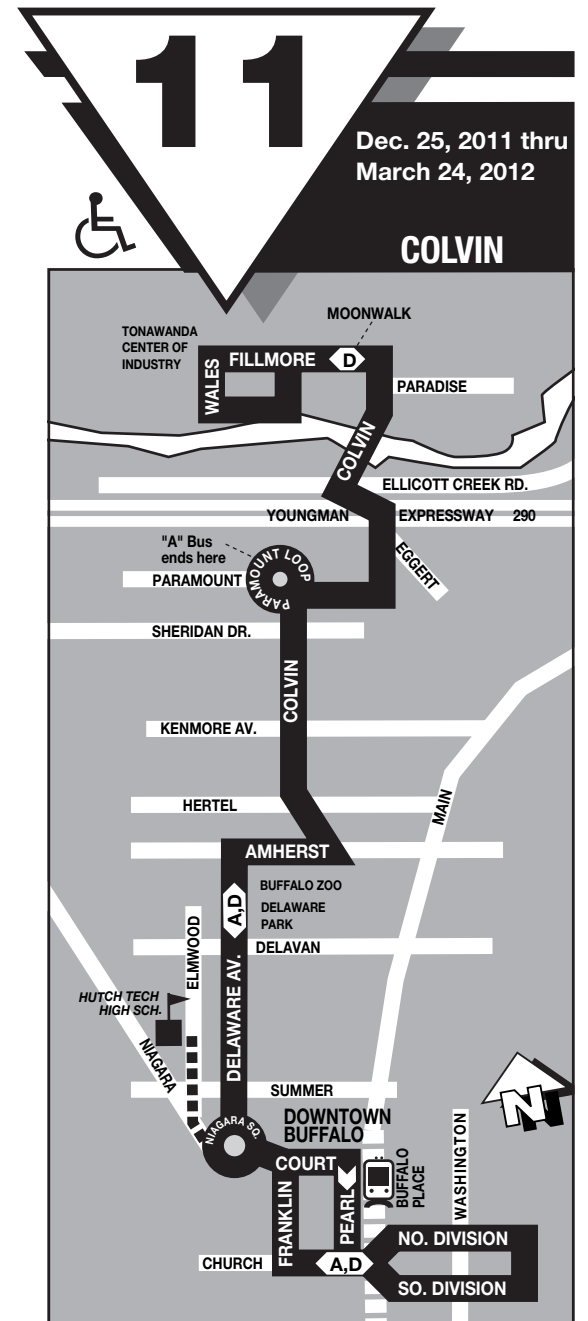 11
Dec. 25, 2011 thru
March 24, 2012
COLVIN
MOONWALK
TONAWANDA
CENTER OF
INDUSTRY
FILLMORE
D
WALES
PARADISE
COLVIN
ELLICOTT CREEK RD.
YOUNGMAN EXPRESSWAY 290
"A" Bus
ends here
EGGERT
PARAMOUNT
PARAMOUNT LOOP
SHERIDAN DR.
COLVIN
KENMORE AV.
MAIN
HERTEL
AMHERST
A,D
BUFFALO ZOO
DELAWARE
PARK
ELMWOOD
DELAVAN
DELAWARE AV.
HUTCH TECH
HIGH SCH.
NIAGARA
SUMMER
N
NIAGARA SQ.
DOWNTOWN
BUFFALO
COURT
FRANKLIN
PEARL
BUFFALO
PLACE
WASHINGTON
NO. DIVISION
CHURCH
A,D
SO. DIVISION